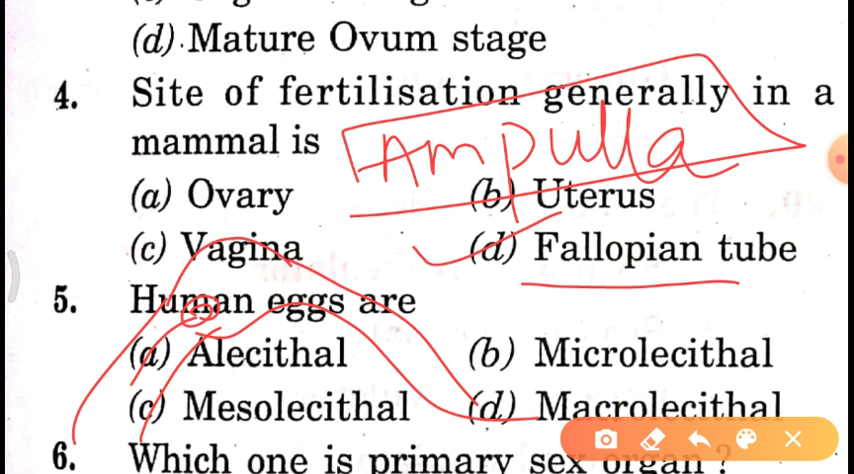 (d) Mature Ovum stage
4. Site of fertilisation generally in a
mammal is
Ampulla
(a) Ovary (b) Uterus
(c) Vagina (d) Fallopian tube
5. Human eggs are
(a) Alecithal (b) Microlecithal
(c) Mesolecithal (d) Macrolecithal
6. Which one is primary sex organ ?